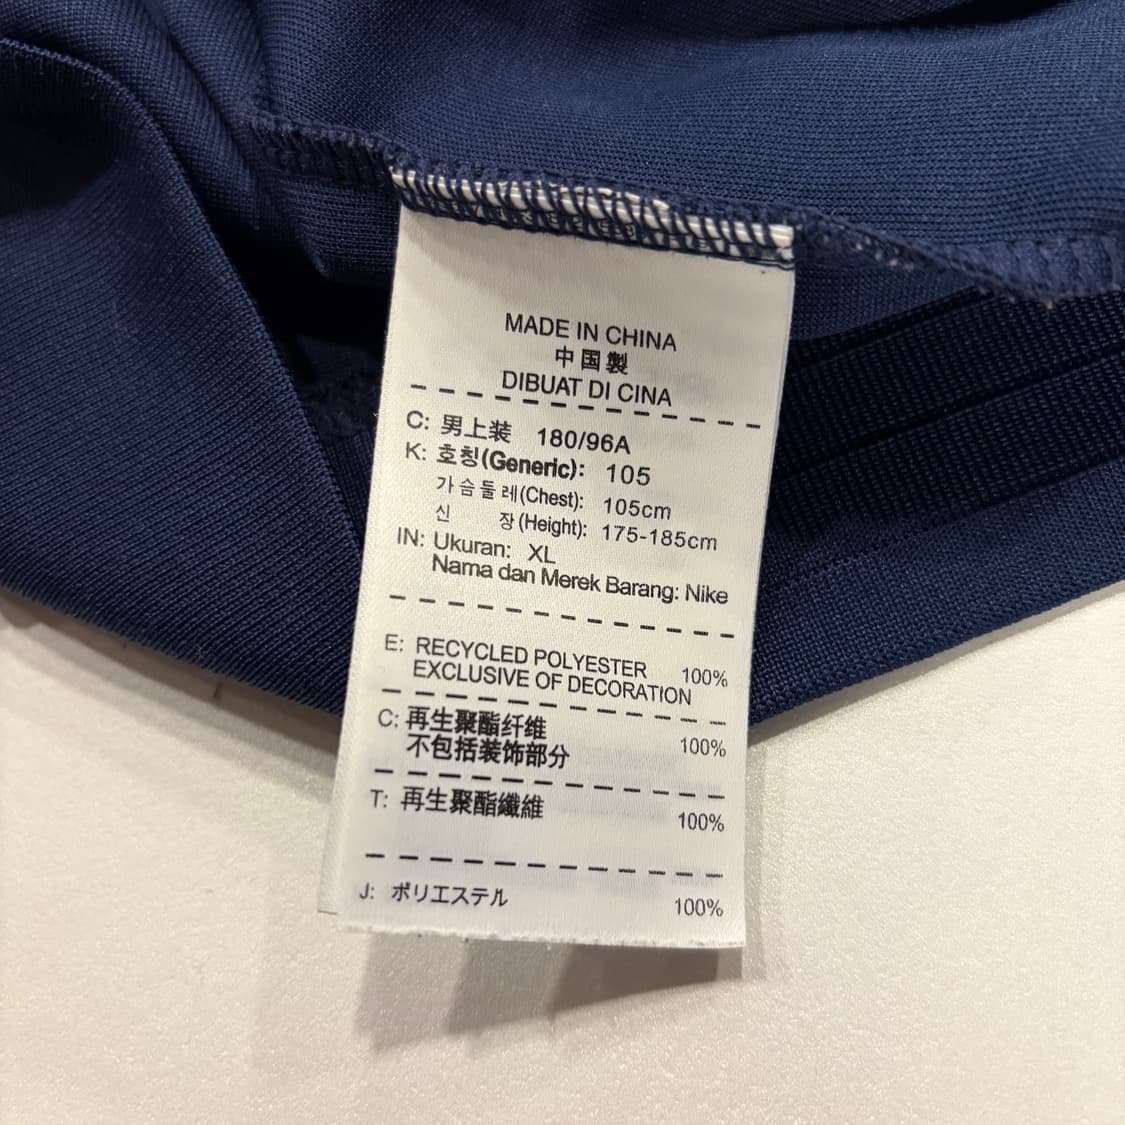 MADE IN CHINA
中国製
DIBUAT DI CINA
C: 男上装 180/96A
K: 호칭(Generic): 105
가슴둘레(Chest): 105cm
신 장(Height): 175-185cm
IN: Ukuran: XL
Nama dan Merek Barang: Nike
E: RECYCLED POLYESTER 100%
EXCLUSIVE OF DECORATION
C: 再生聚酯纤维 100%
不包括装饰部分
T: 再生聚酯纖維 100%
J: ポリエステル 100%